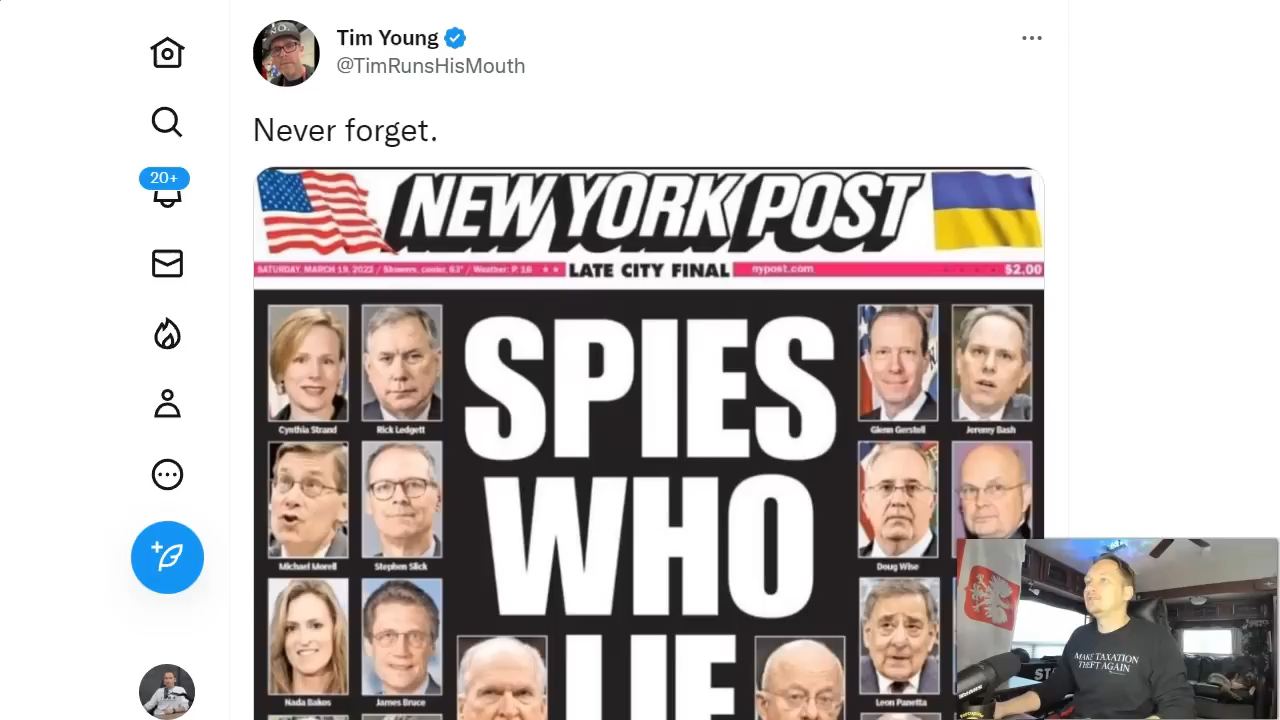 NO.
Tim Young
@TimRunsHisMouth
Never forget.
20+
NEW YORK POST
SATURDAY, MARCH 19, 2022 / Showers, cooler, 63° / Weather: P. 16
LATE CITY FINAL
nypost.com
$2.00
SPIES
WHO
LIE
Cynthia Strand
Rick Ledgett
Glenn Gerstell
Jeremy Bash
Michael Morell
Stephen Slick
Doug Wise
Nada Bakos
James Bruce
Leon Panetta
MAKE TAXATION
THEFT AGAIN